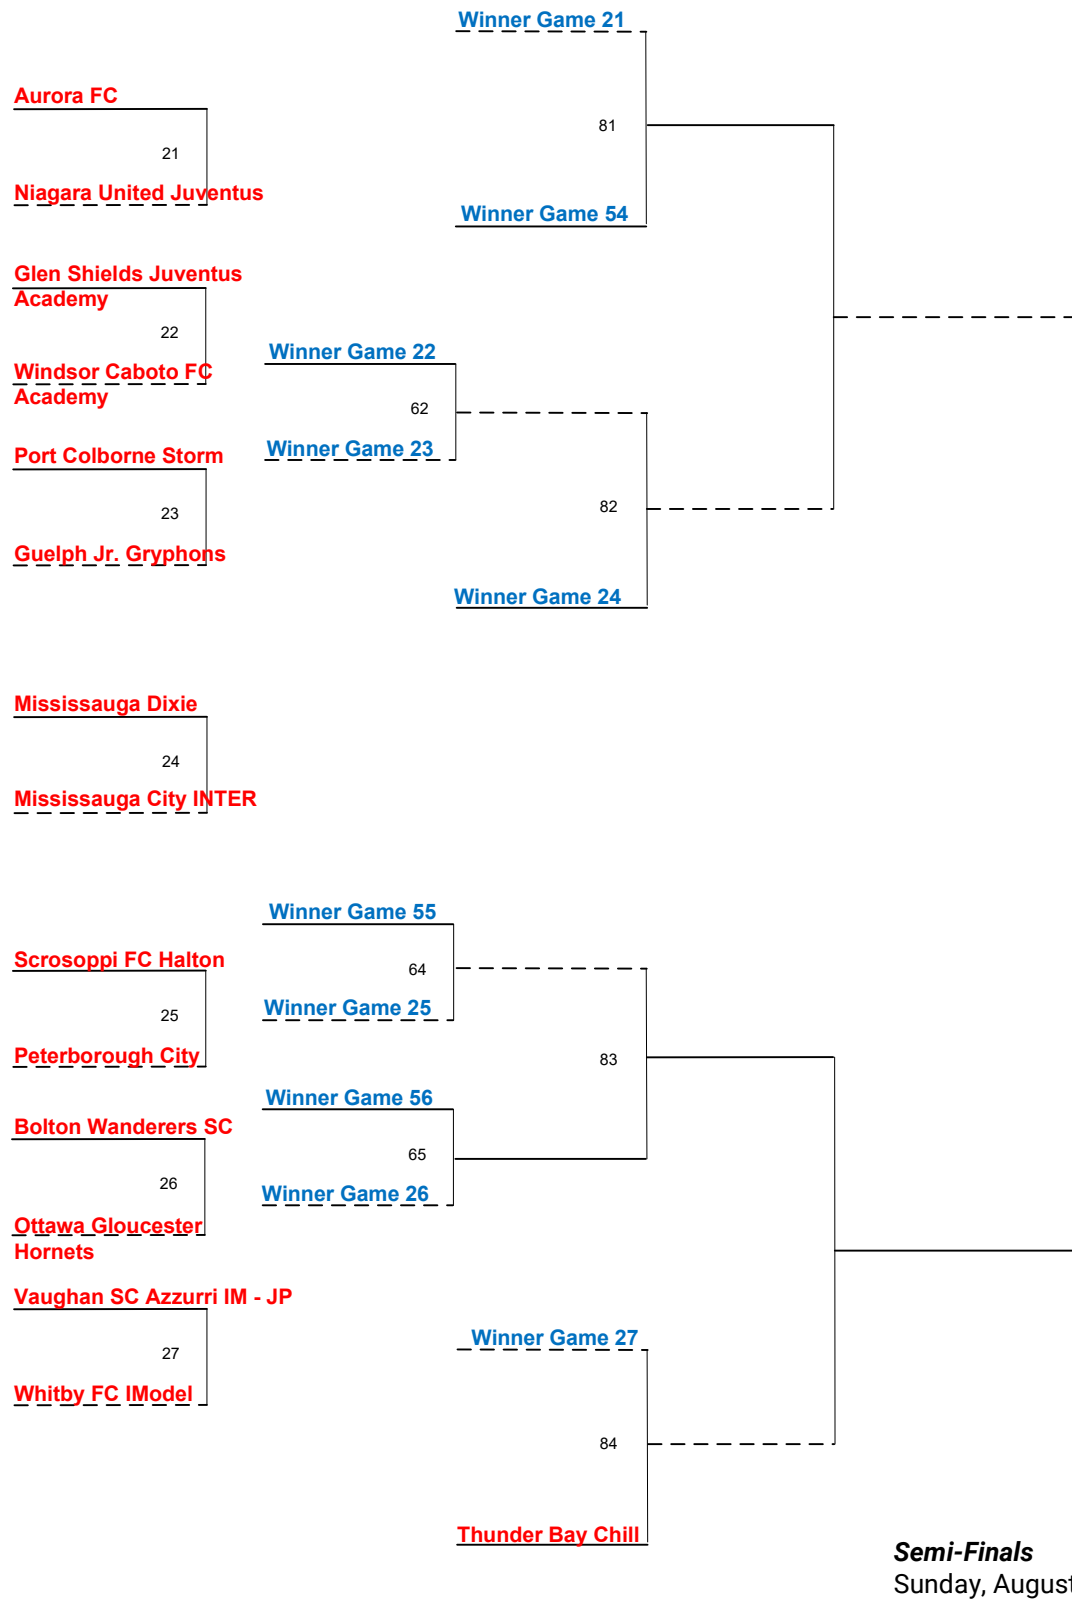 Winner Game 21
Aurora FC
81
21
Niagara United Juventus
Winner Game 54
Glen Shields Juventus
Academy
22
Winner Game 22
Windsor Caboto FC
Academy
62
Port Colborne Storm
Winner Game 23
23
82
Guelph Jr. Gryphons
Winner Game 24
Mississauga Dixie
24
Mississauga City INTER
Winner Game 55
Scrosoppi FC Halton
64
25
Winner Game 25
Peterborough City
83
Winner Game 56
Bolton Wanderers SC
65
26
Winner Game 26
Ottawa Gloucester
Hornets
Vaughan SC Azzurri IM - JP
Winner Game 27
27
Whitby FC IModel
84
Thunder Bay Chill
Semi-Finals
Sunday, August